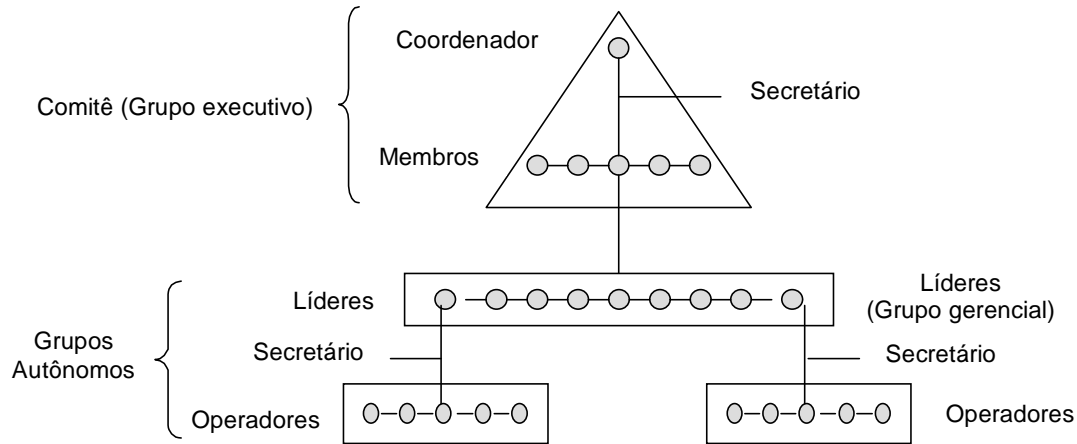 Coordenador
Secretário
Comitê (Grupo executivo)
Membros
Líderes
Líderes
(Grupo gerencial)
Grupos
Autônomos
Secretário
Secretário
Operadores
Operadores